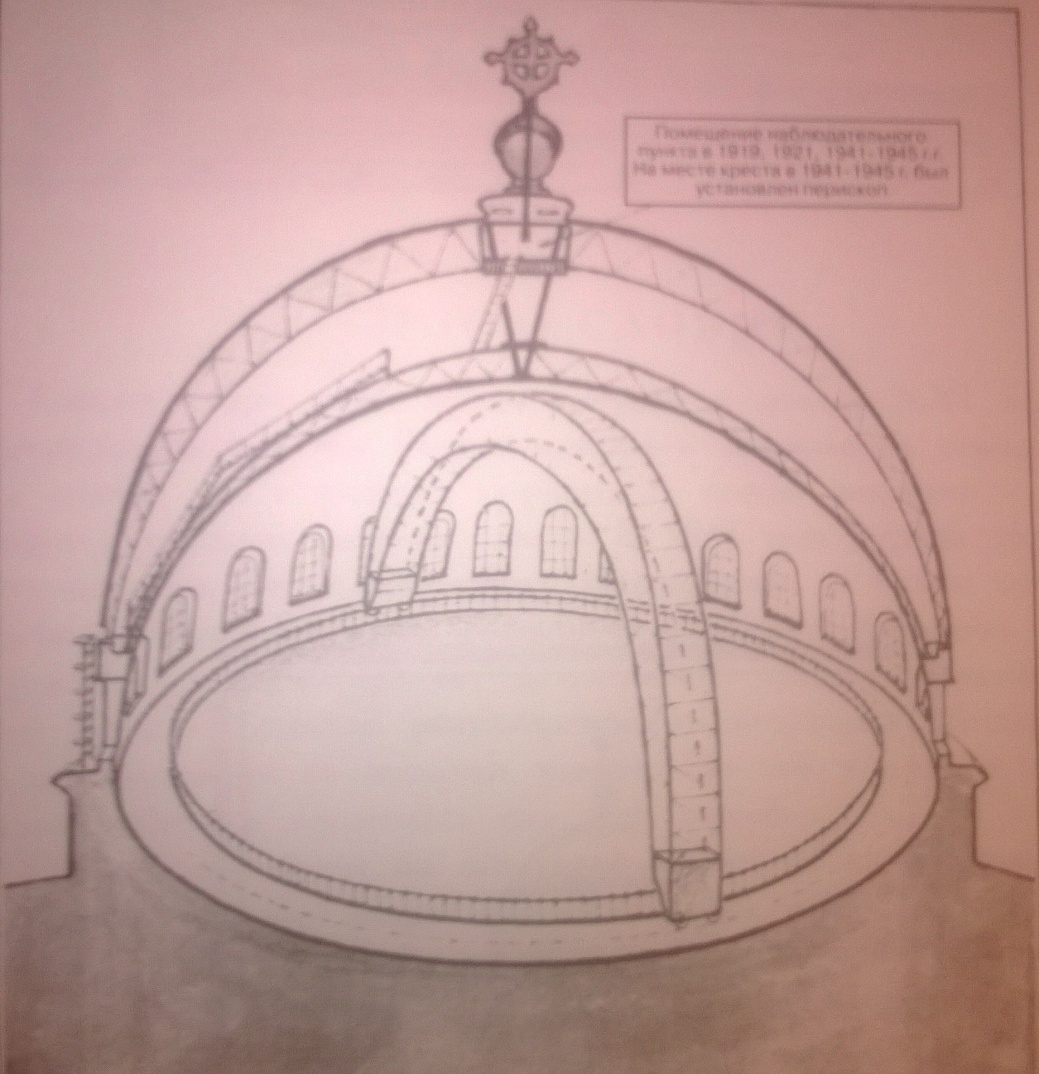 Помещение наблюдательного
пункта в 1919, 1921, 1941-1945 г.г.
На месте креста в 1941-1945 г. был
установлен перископ